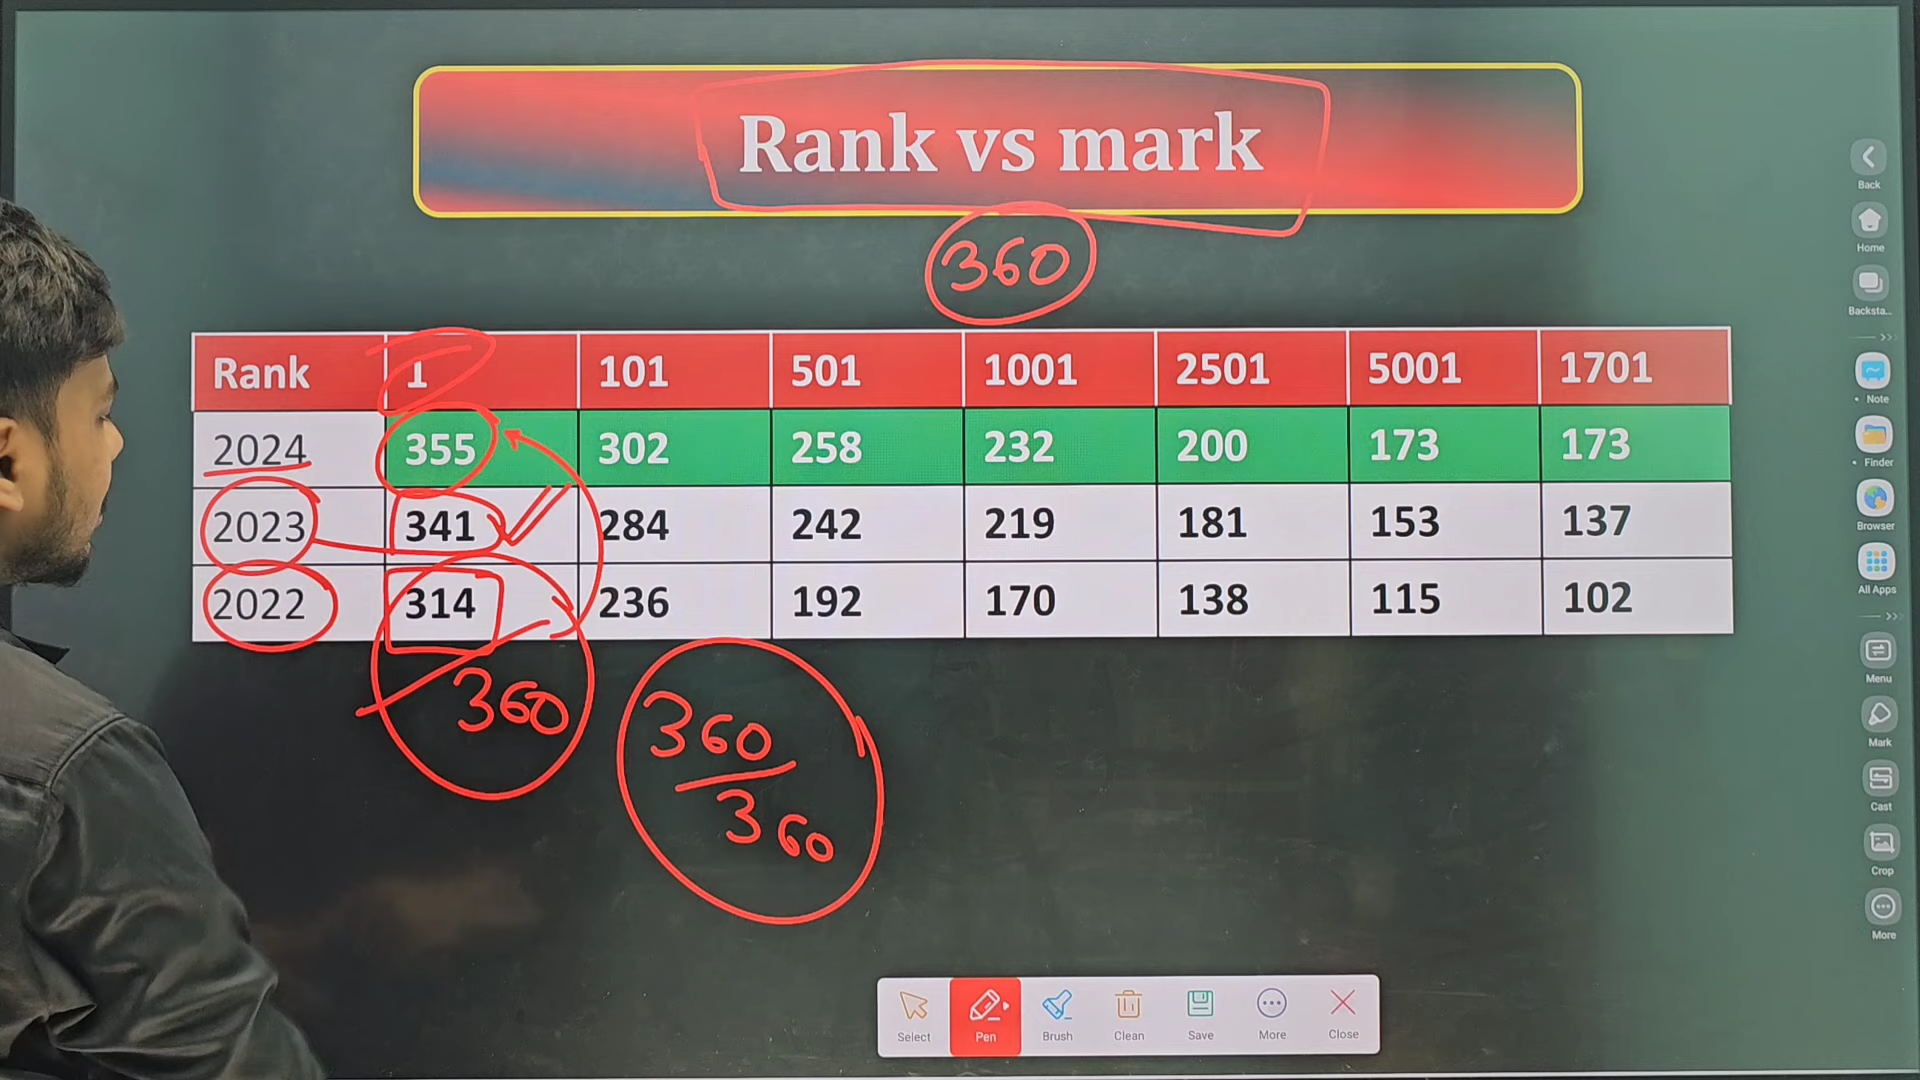 Rank vs mark
360
Rank 1 101 501 1001 2501 5001 1701
2024 355 302 258 232 200 173 173
2023 341 284 242 219 181 153 137
2022 314 236 192 170 138 115 102
360
360
360
Back
Home
Backsta...
Note
Finder
Browser
All Apps
Menu
Mark
Cast
Crop
More
Select Pen Brush Clean Save More Close